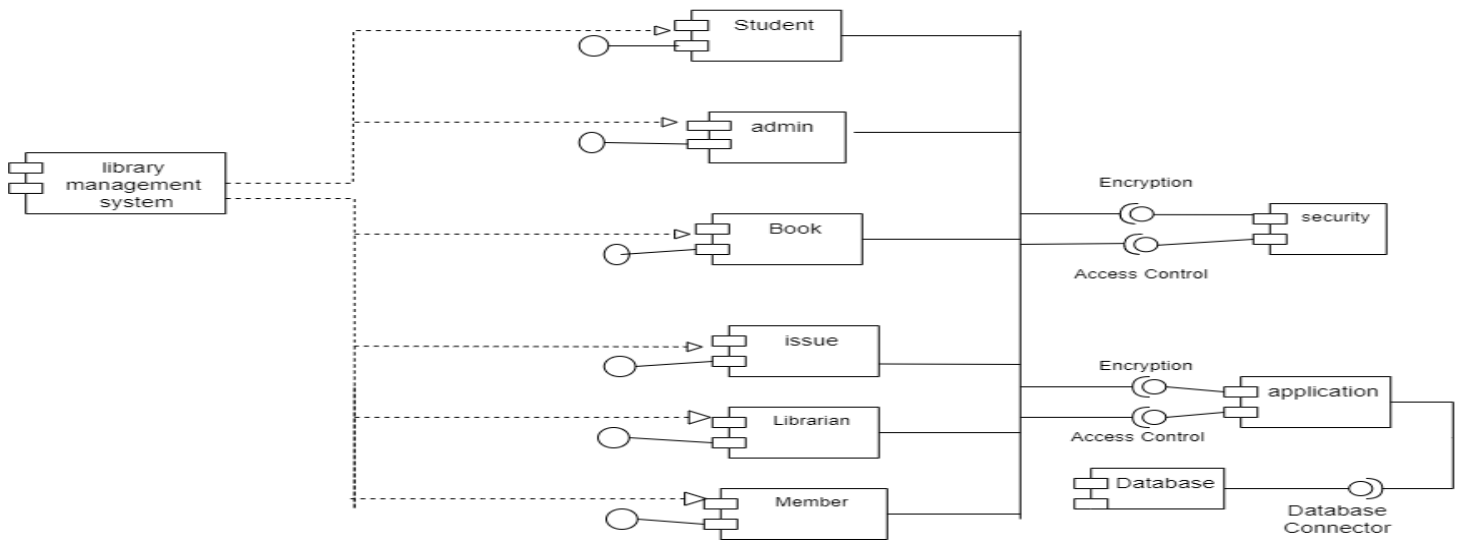 Student
admin
library
management
system
Encryption
Book
security
Access Control
issue
Encryption
application
Librarian
Access Control
Database
Member
Database
Connector